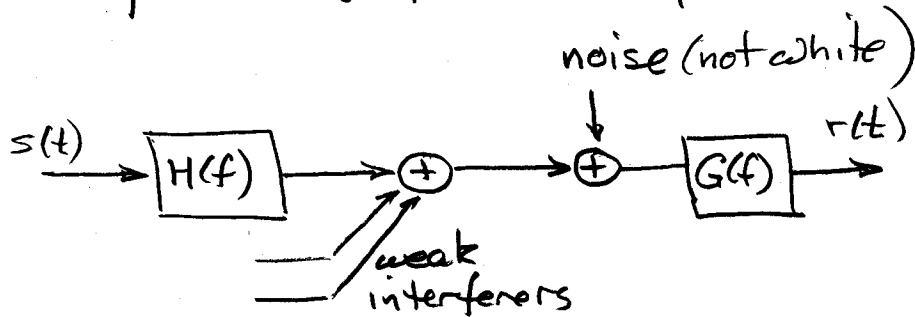 noise (not white)
s(t)
H(f)
+
+
G(f)
r(t)
weak
interferers